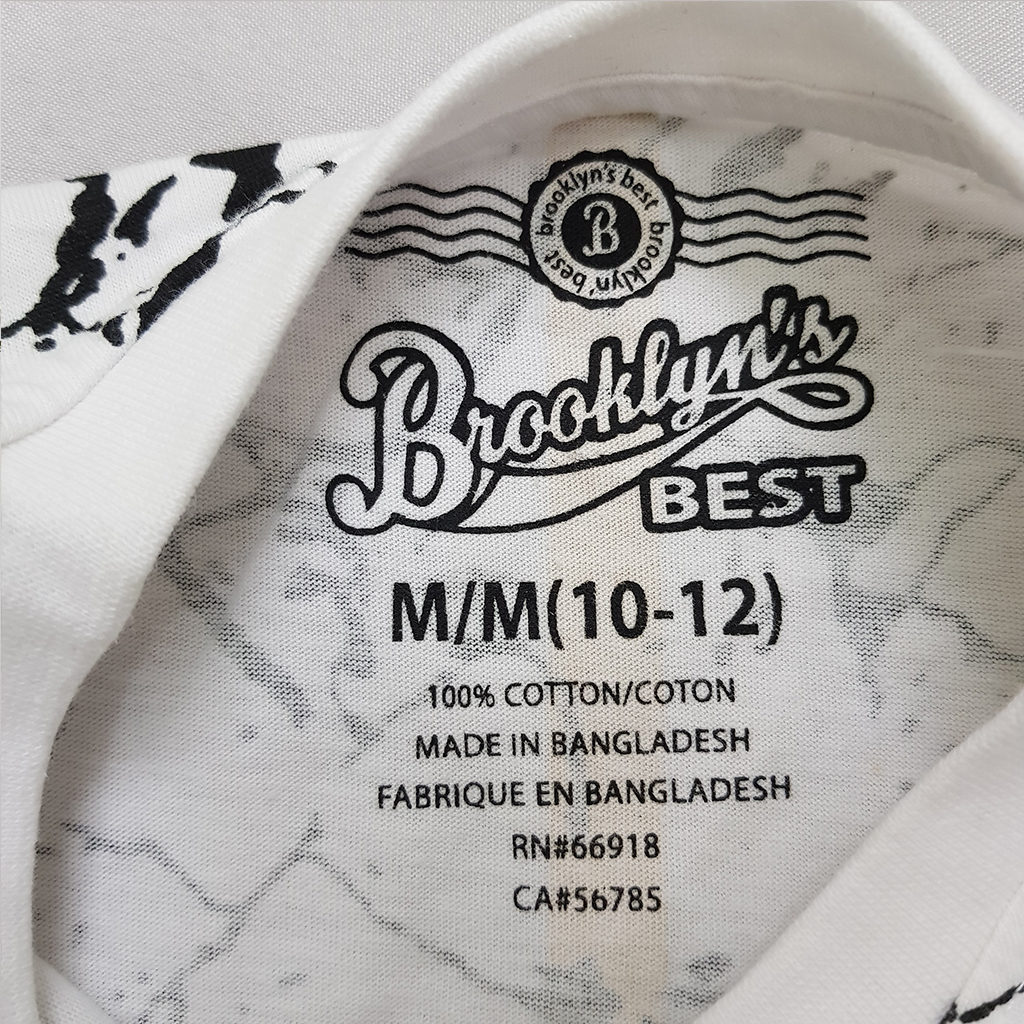 brooklyn's best brooklyn' best
B
Brooklyn's
BEST
M/M(10-12)
100% COTTON/COTON
MADE IN BANGLADESH
FABRIQUE EN BANGLADESH
RN#66918
CA#56785